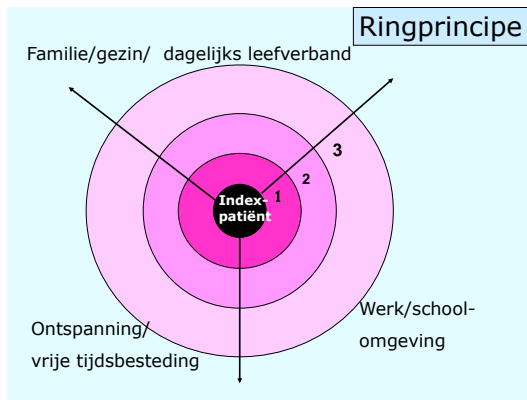 Ringprincipe
Familie/gezin/ dagelijks leefverband
3
2
1
Index-
patiënt
Ontspanning/
vrije tijdsbesteding
Werk/school-
omgeving